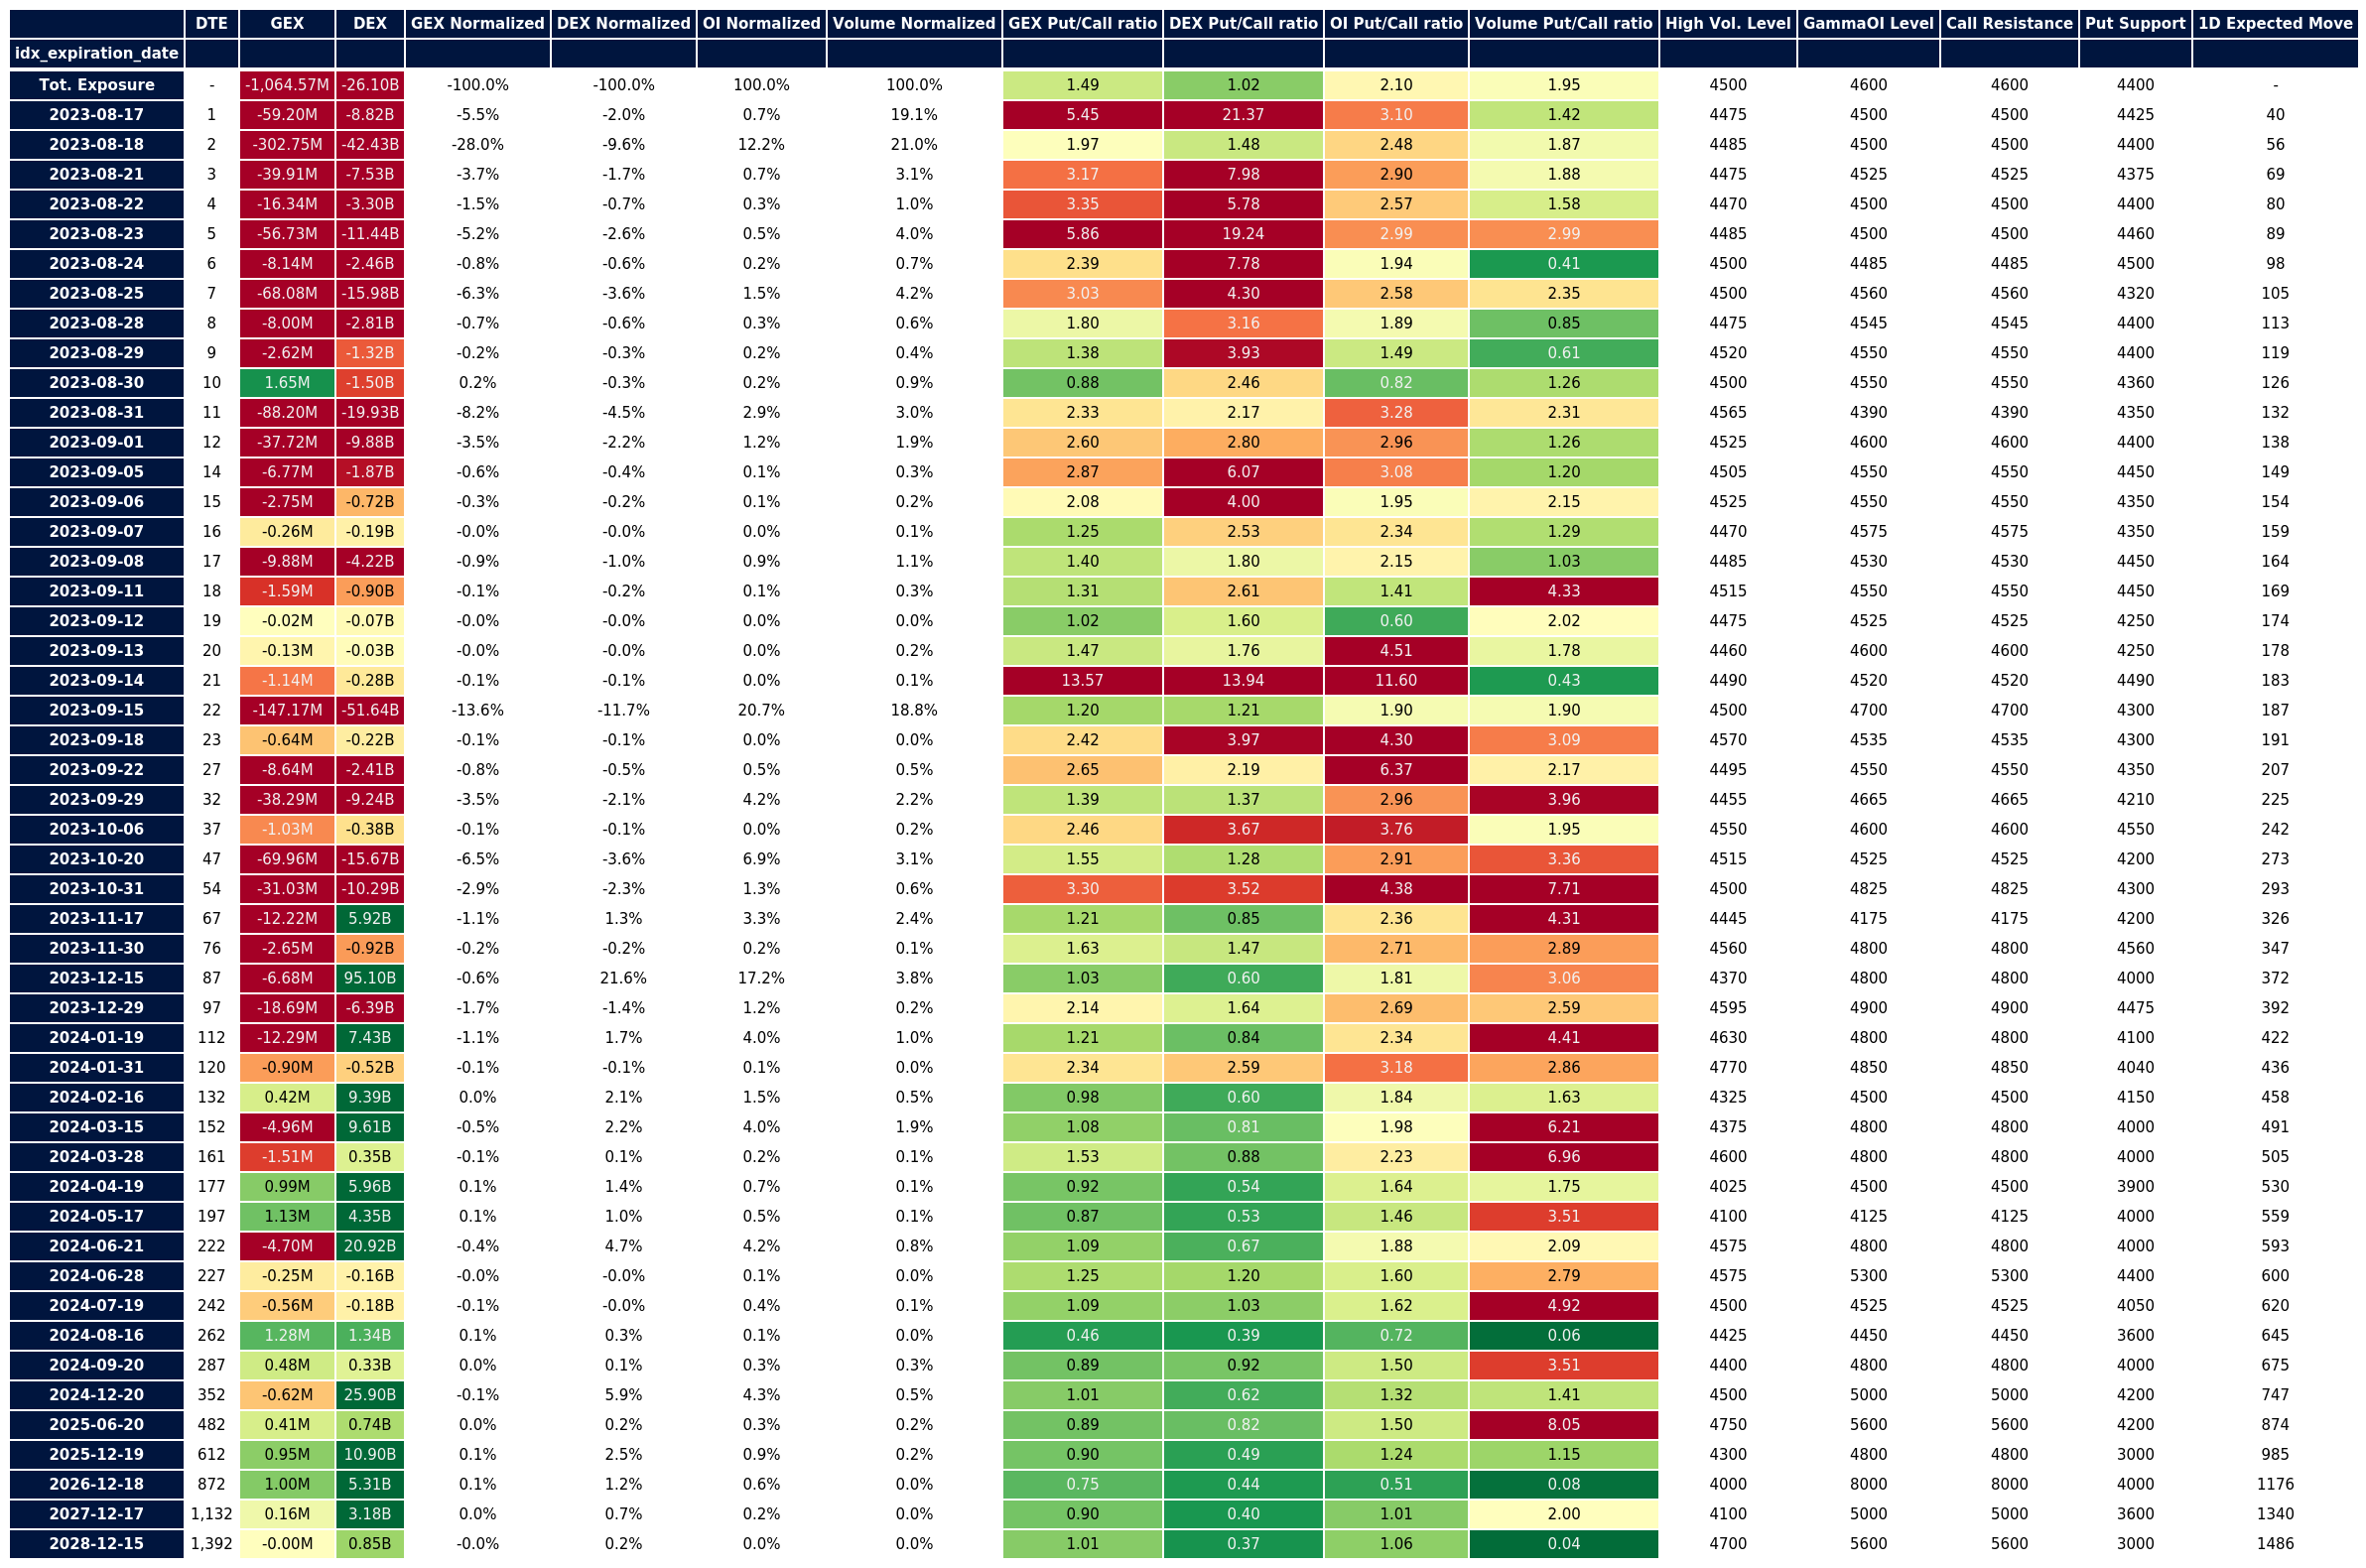 DTE GEX DEX GEX Normalized DEX Normalized OI Normalized Volume Normalized GEX Put/Call ratio DEX Put/Call ratio OI Put/Call ratio Volume Put/Call ratio High Vol. Level GammaOI Level Call Resistance Put Support 1D Expected Move
idx_expiration_date
Tot. Exposure - -1,064.57M -26.10B -100.0% -100.0% 100.0% 100.0% 1.49 1.02 2.10 1.95 4500 4600 4600 4400 -
2023-08-17 1 -59.20M -8.82B -5.5% -2.0% 0.7% 19.1% 5.45 21.37 3.10 1.42 4475 4500 4500 4425 40
2023-08-18 2 -302.75M -42.43B -28.0% -9.6% 12.2% 21.0% 1.97 1.48 2.48 1.87 4485 4500 4500 4400 56
2023-08-21 3 -39.91M -7.53B -3.7% -1.7% 0.7% 3.1% 3.17 7.98 2.90 1.88 4475 4525 4525 4375 69
2023-08-22 4 -16.34M -3.30B -1.5% -0.7% 0.3% 1.0% 3.35 5.78 2.57 1.58 4470 4500 4500 4400 80
2023-08-23 5 -56.73M -11.44B -5.2% -2.6% 0.5% 4.0% 5.86 19.24 2.99 2.99 4485 4500 4500 4460 89
2023-08-24 6 -8.14M -2.46B -0.8% -0.6% 0.2% 0.7% 2.39 7.78 1.94 0.41 4500 4485 4485 4500 98
2023-08-25 7 -68.08M -15.98B -6.3% -3.6% 1.5% 4.2% 3.03 4.30 2.58 2.35 4500 4560 4560 4320 105
2023-08-28 8 -8.00M -2.81B -0.7% -0.6% 0.3% 0.6% 1.80 3.16 1.89 0.85 4475 4545 4545 4400 113
2023-08-29 9 -2.62M -1.32B -0.2% -0.3% 0.2% 0.4% 1.38 3.93 1.49 0.61 4520 4550 4550 4400 119
2023-08-30 10 1.65M -1.50B 0.2% -0.3% 0.2% 0.9% 0.88 2.46 0.82 1.26 4500 4550 4550 4360 126
2023-08-31 11 -88.20M -19.93B -8.2% -4.5% 2.9% 3.0% 2.33 2.17 3.28 2.31 4565 4390 4390 4350 132
2023-09-01 12 -37.72M -9.88B -3.5% -2.2% 1.2% 1.9% 2.60 2.80 2.96 1.26 4525 4600 4600 4400 138
2023-09-05 14 -6.77M -1.87B -0.6% -0.4% 0.1% 0.3% 2.87 6.07 3.08 1.20 4505 4550 4550 4450 149
2023-09-06 15 -2.75M -0.72B -0.3% -0.2% 0.1% 0.2% 2.08 4.00 1.95 2.15 4525 4550 4550 4350 154
2023-09-07 16 -0.26M -0.19B -0.0% -0.0% 0.0% 0.1% 1.25 2.53 2.34 1.29 4470 4575 4575 4350 159
2023-09-08 17 -9.88M -4.22B -0.9% -1.0% 0.9% 1.1% 1.40 1.80 2.15 1.03 4485 4530 4530 4450 164
2023-09-11 18 -1.59M -0.90B -0.1% -0.2% 0.1% 0.3% 1.31 2.61 1.41 4.33 4515 4550 4550 4450 169
2023-09-12 19 -0.02M -0.07B -0.0% -0.0% 0.0% 0.0% 1.02 1.60 0.60 2.02 4475 4525 4525 4250 174
2023-09-13 20 -0.13M -0.03B -0.0% -0.0% 0.0% 0.2% 1.47 1.76 4.51 1.78 4460 4600 4600 4250 178
2023-09-14 21 -1.14M -0.28B -0.1% -0.1% 0.0% 0.1% 13.57 13.94 11.60 0.43 4490 4520 4520 4490 183
2023-09-15 22 -147.17M -51.64B -13.6% -11.7% 20.7% 18.8% 1.20 1.21 1.90 1.90 4500 4700 4700 4300 187
2023-09-18 23 -0.64M -0.22B -0.1% -0.1% 0.0% 0.0% 2.42 3.97 4.30 3.09 4570 4535 4535 4300 191
2023-09-22 27 -8.64M -2.41B -0.8% -0.5% 0.5% 0.5% 2.65 2.19 6.37 2.17 4495 4550 4550 4350 207
2023-09-29 32 -38.29M -9.24B -3.5% -2.1% 4.2% 2.2% 1.39 1.37 2.96 3.96 4455 4665 4665 4210 225
2023-10-06 37 -1.03M -0.38B -0.1% -0.1% 0.0% 0.2% 2.46 3.67 3.76 1.95 4550 4600 4600 4550 242
2023-10-20 47 -69.96M -15.67B -6.5% -3.6% 6.9% 3.1% 1.55 1.28 2.91 3.36 4515 4525 4525 4200 273
2023-10-31 54 -31.03M -10.29B -2.9% -2.3% 1.3% 0.6% 3.30 3.52 4.38 7.71 4500 4825 4825 4300 293
2023-11-17 67 -12.22M 5.92B -1.1% 1.3% 3.3% 2.4% 1.21 0.85 2.36 4.31 4445 4175 4175 4200 326
2023-11-30 76 -2.65M -0.92B -0.2% -0.2% 0.2% 0.1% 1.63 1.47 2.71 2.89 4560 4800 4800 4560 347
2023-12-15 87 -6.68M 95.10B -0.6% 21.6% 17.2% 3.8% 1.03 0.60 1.81 3.06 4370 4800 4800 4000 372
2023-12-29 97 -18.69M -6.39B -1.7% -1.4% 1.2% 0.2% 2.14 1.64 2.69 2.59 4595 4900 4900 4475 392
2024-01-19 112 -12.29M 7.43B -1.1% 1.7% 4.0% 1.0% 1.21 0.84 2.34 4.41 4630 4800 4800 4100 422
2024-01-31 120 -0.90M -0.52B -0.1% -0.1% 0.1% 0.0% 2.34 2.59 3.18 2.86 4770 4850 4850 4040 436
2024-02-16 132 0.42M 9.39B 0.0% 2.1% 1.5% 0.5% 0.98 0.60 1.84 1.63 4325 4500 4500 4150 458
2024-03-15 152 -4.96M 9.61B -0.5% 2.2% 4.0% 1.9% 1.08 0.81 1.98 6.21 4375 4800 4800 4000 491
2024-03-28 161 -1.51M 0.35B -0.1% 0.1% 0.2% 0.1% 1.53 0.88 2.23 6.96 4600 4800 4800 4000 505
2024-04-19 177 0.99M 5.96B 0.1% 1.4% 0.7% 0.1% 0.92 0.54 1.64 1.75 4025 4500 4500 3900 530
2024-05-17 197 1.13M 4.35B 0.1% 1.0% 0.5% 0.1% 0.87 0.53 1.46 3.51 4100 4125 4125 4000 559
2024-06-21 222 -4.70M 20.92B -0.4% 4.7% 4.2% 0.8% 1.09 0.67 1.88 2.09 4575 4800 4800 4000 593
2024-06-28 227 -0.25M -0.16B -0.0% -0.0% 0.1% 0.0% 1.25 1.20 1.60 2.79 4575 5300 5300 4400 600
2024-07-19 242 -0.56M -0.18B -0.1% -0.0% 0.4% 0.1% 1.09 1.03 1.62 4.92 4500 4525 4525 4050 620
2024-08-16 262 1.28M 1.34B 0.1% 0.3% 0.1% 0.0% 0.46 0.39 0.72 0.06 4425 4450 4450 3600 645
2024-09-20 287 0.48M 0.33B 0.0% 0.1% 0.3% 0.3% 0.89 0.92 1.50 3.51 4400 4800 4800 4000 675
2024-12-20 352 -0.62M 25.90B -0.1% 5.9% 4.3% 0.5% 1.01 0.62 1.32 1.41 4500 5000 5000 4200 747
2025-06-20 482 0.41M 0.74B 0.0% 0.2% 0.3% 0.2% 0.89 0.82 1.50 8.05 4750 5600 5600 4200 874
2025-12-19 612 0.95M 10.90B 0.1% 2.5% 0.9% 0.2% 0.90 0.49 1.24 1.15 4300 4800 4800 3000 985
2026-12-18 872 1.00M 5.31B 0.1% 1.2% 0.6% 0.0% 0.75 0.44 0.51 0.08 4000 8000 8000 4000 1176
2027-12-17 1,132 0.16M 3.18B 0.0% 0.7% 0.2% 0.0% 0.90 0.40 1.01 2.00 4100 5000 5000 3600 1340
2028-12-15 1,392 -0.00M 0.85B -0.0% 0.2% 0.0% 0.0% 1.01 0.37 1.06 0.04 4700 5600 5600 3000 1486